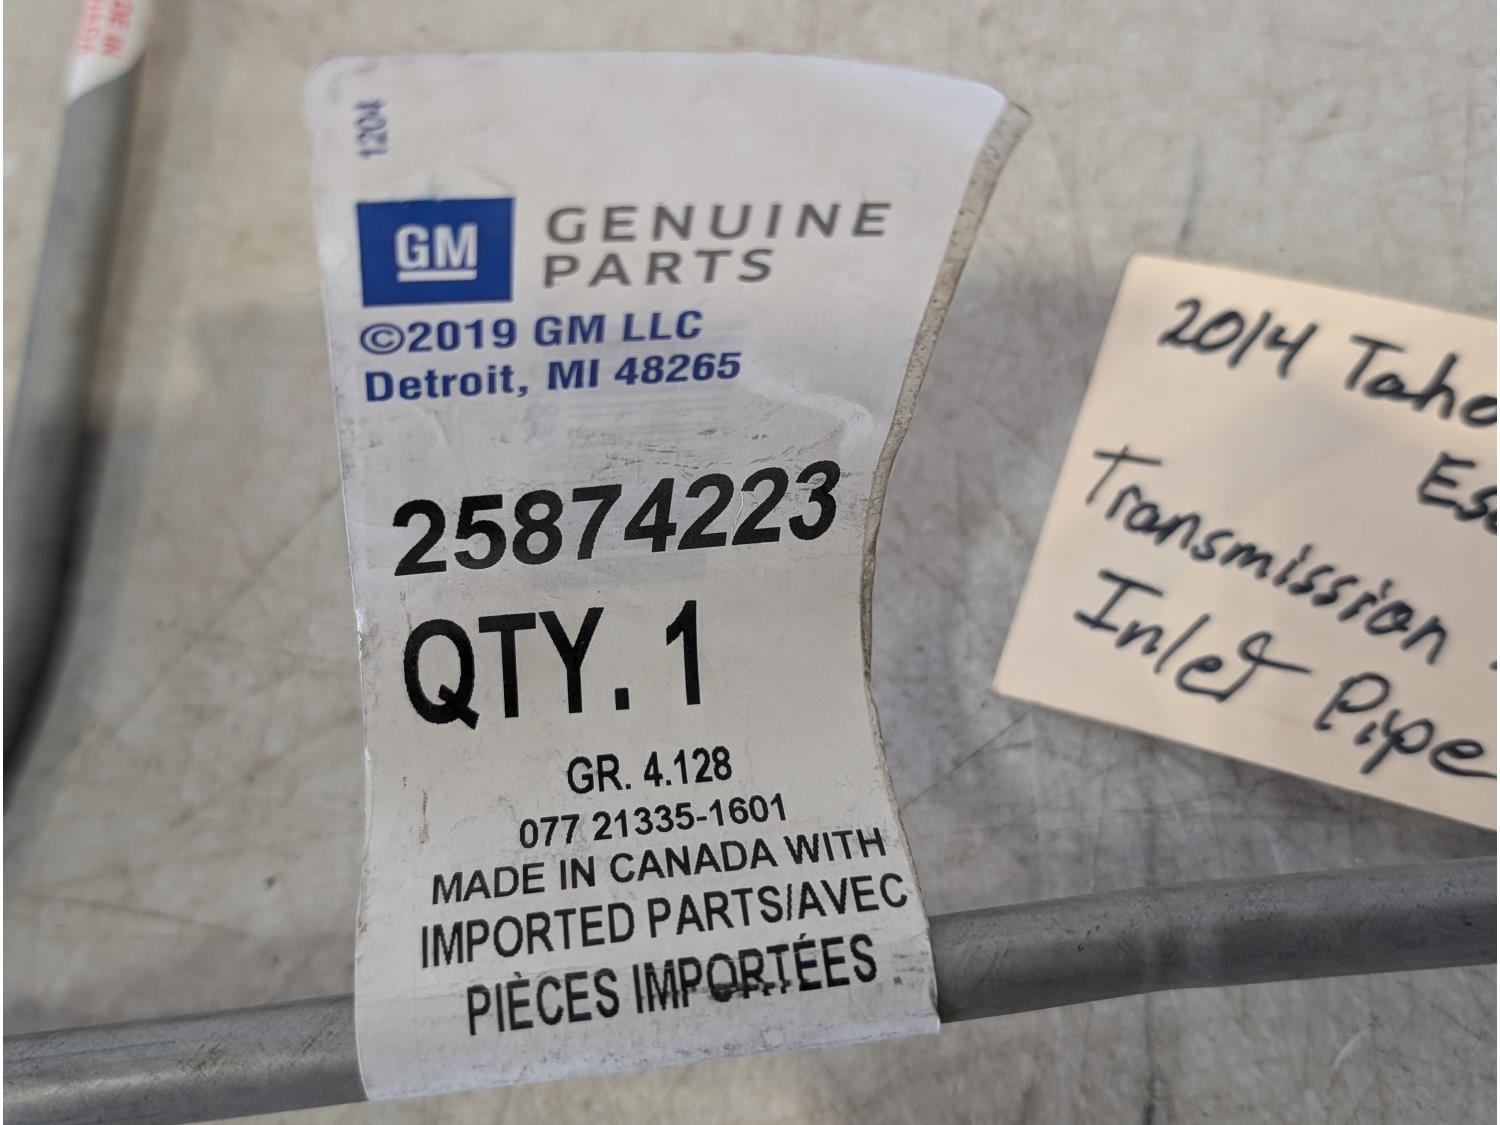 1204
GM GENUINE
PARTS
©2019 GM LLC
Detroit, MI 48265
25874223
QTY. 1
GR. 4.128
077 21335-1601
MADE IN CANADA WITH
IMPORTED PARTS/AVEC
PIÈCES IMPORTÉES
2014 Taho
Es
Transmission
Inlet Pipe